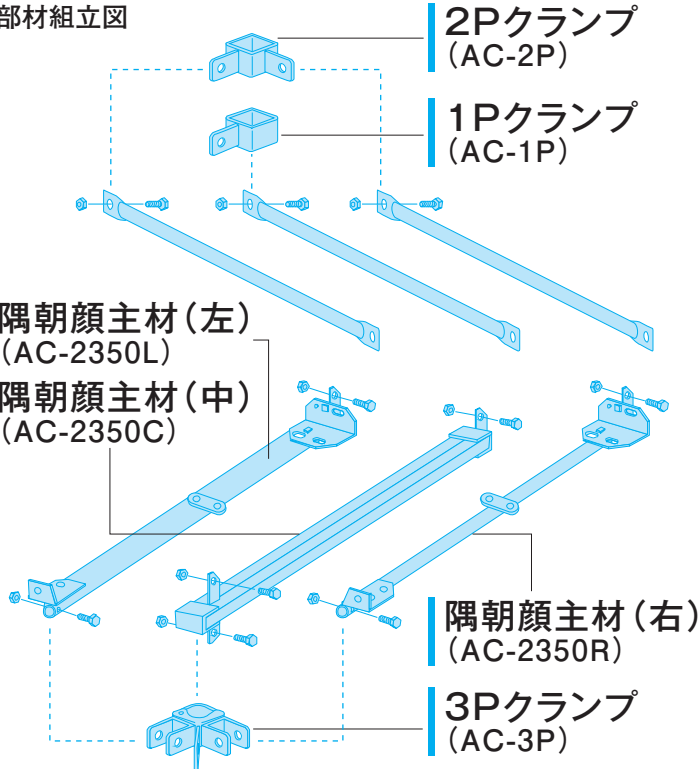 部材組立図
2Pクランプ
(AC-2P)
1Pクランプ
(AC-1P)
隅朝顔主材(左)
(AC-2350L)
隅朝顔主材(中)
(AC-2350C)
隅朝顔主材(右)
(AC-2350R)
3Pクランプ
(AC-3P)